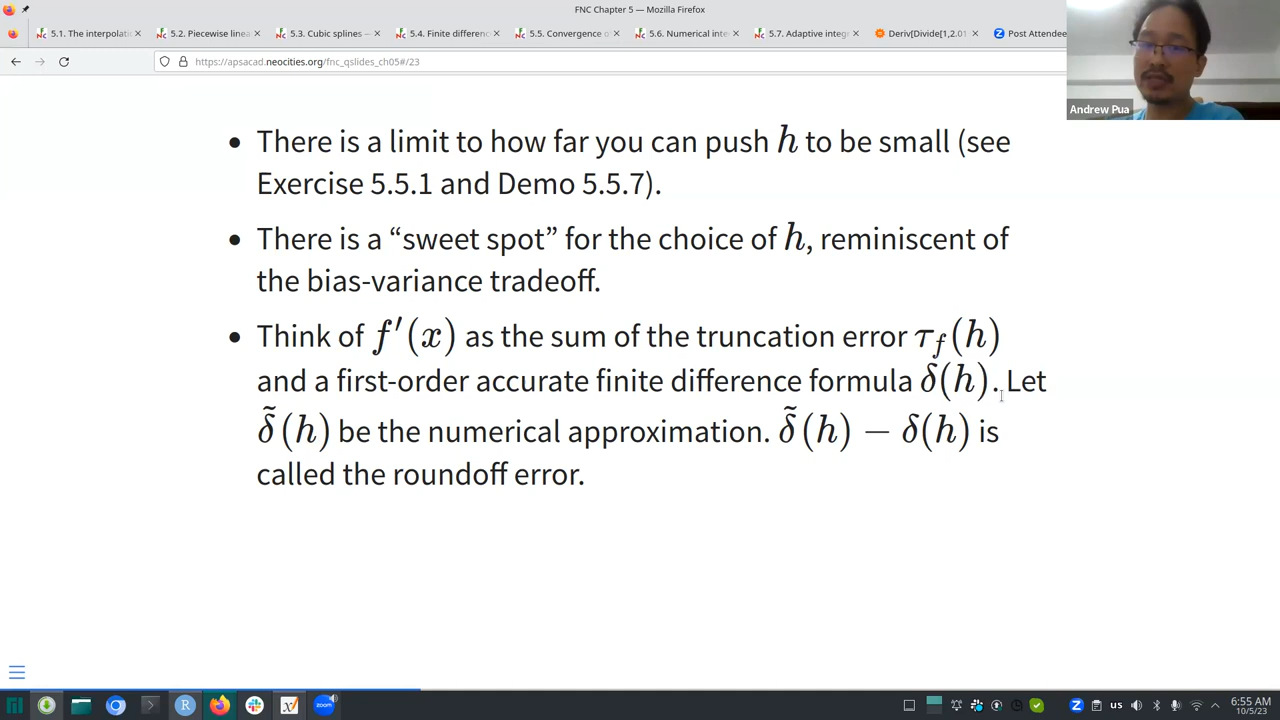 FNC Chapter 5 — Mozilla Firefox
5.1. The interpolati
5.2. Piecewise linea
5.3. Cubic splines —
5.4. Finite differenc
5.5. Convergence o
5.6. Numerical inte
5.7. Adaptive integ
Deriv[Divide[1,2.01
Post Attendee
https://apsacad.neocities.org/fnc_qslides_ch05#/23
Andrew Pua
• There is a limit to how far you can push h to be small (see
Exercise 5.5.1 and Demo 5.5.7).
• There is a “sweet spot” for the choice of h, reminiscent of
the bias-variance tradeoff.
• Think of f′(x) as the sum of the truncation error τ_f(h)
and a first-order accurate finite difference formula δ(h). Let
δ̃(h) be the numerical approximation. δ̃(h) − δ(h) is
called the roundoff error.
zoom
us
6:55 AM
10/5/23